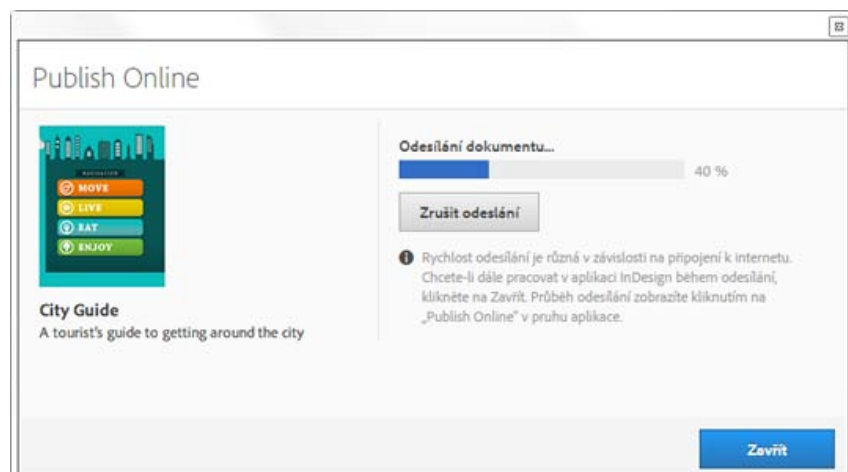 Publish Online
NAVIGATION
MOVE
LIVE
EAT
ENJOY
City Guide
A tourist's guide to getting around the city
Odesílání dokumentu...
40 %
Zrušit odeslání
Rychlost odesílání je různá v závislosti na připojení k internetu.
Chcete-li dále pracovat v aplikaci InDesign během odesílání,
klikněte na Zavřít. Průběh odesílání zobrazíte kliknutím na
„Publish Online“ v pruhu aplikace.
Zavřít